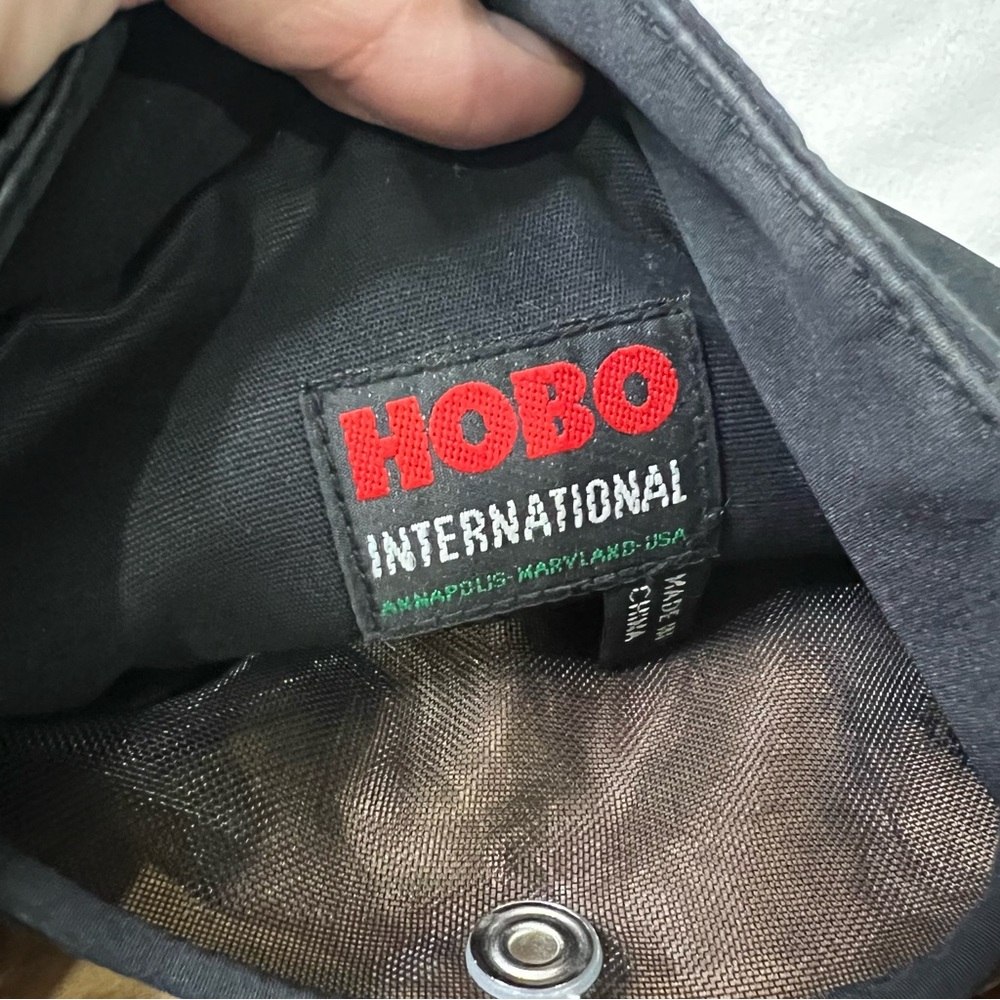 HOBO
INTERNATIONAL
ANNAPOLIS-MARYLAND-USA
MADE IN
CHINA